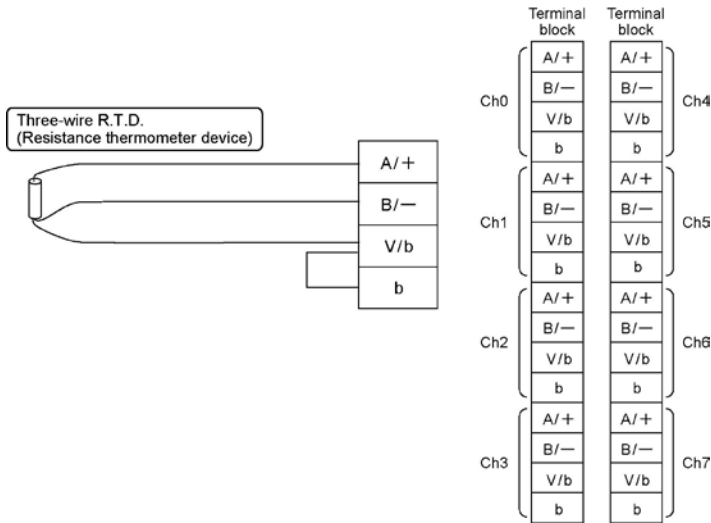 Three-wire R.T.D.
(Resistance thermometer device)
A/+
B/−
V/b
b
Terminal
block
Terminal
block
Ch0
A/+
B/−
V/b
b
A/+
B/−
V/b
b
Ch4
Ch1
A/+
B/−
V/b
b
A/+
B/−
V/b
b
Ch5
Ch2
A/+
B/−
V/b
b
A/+
B/−
V/b
b
Ch6
Ch3
A/+
B/−
V/b
b
A/+
B/−
V/b
b
Ch7